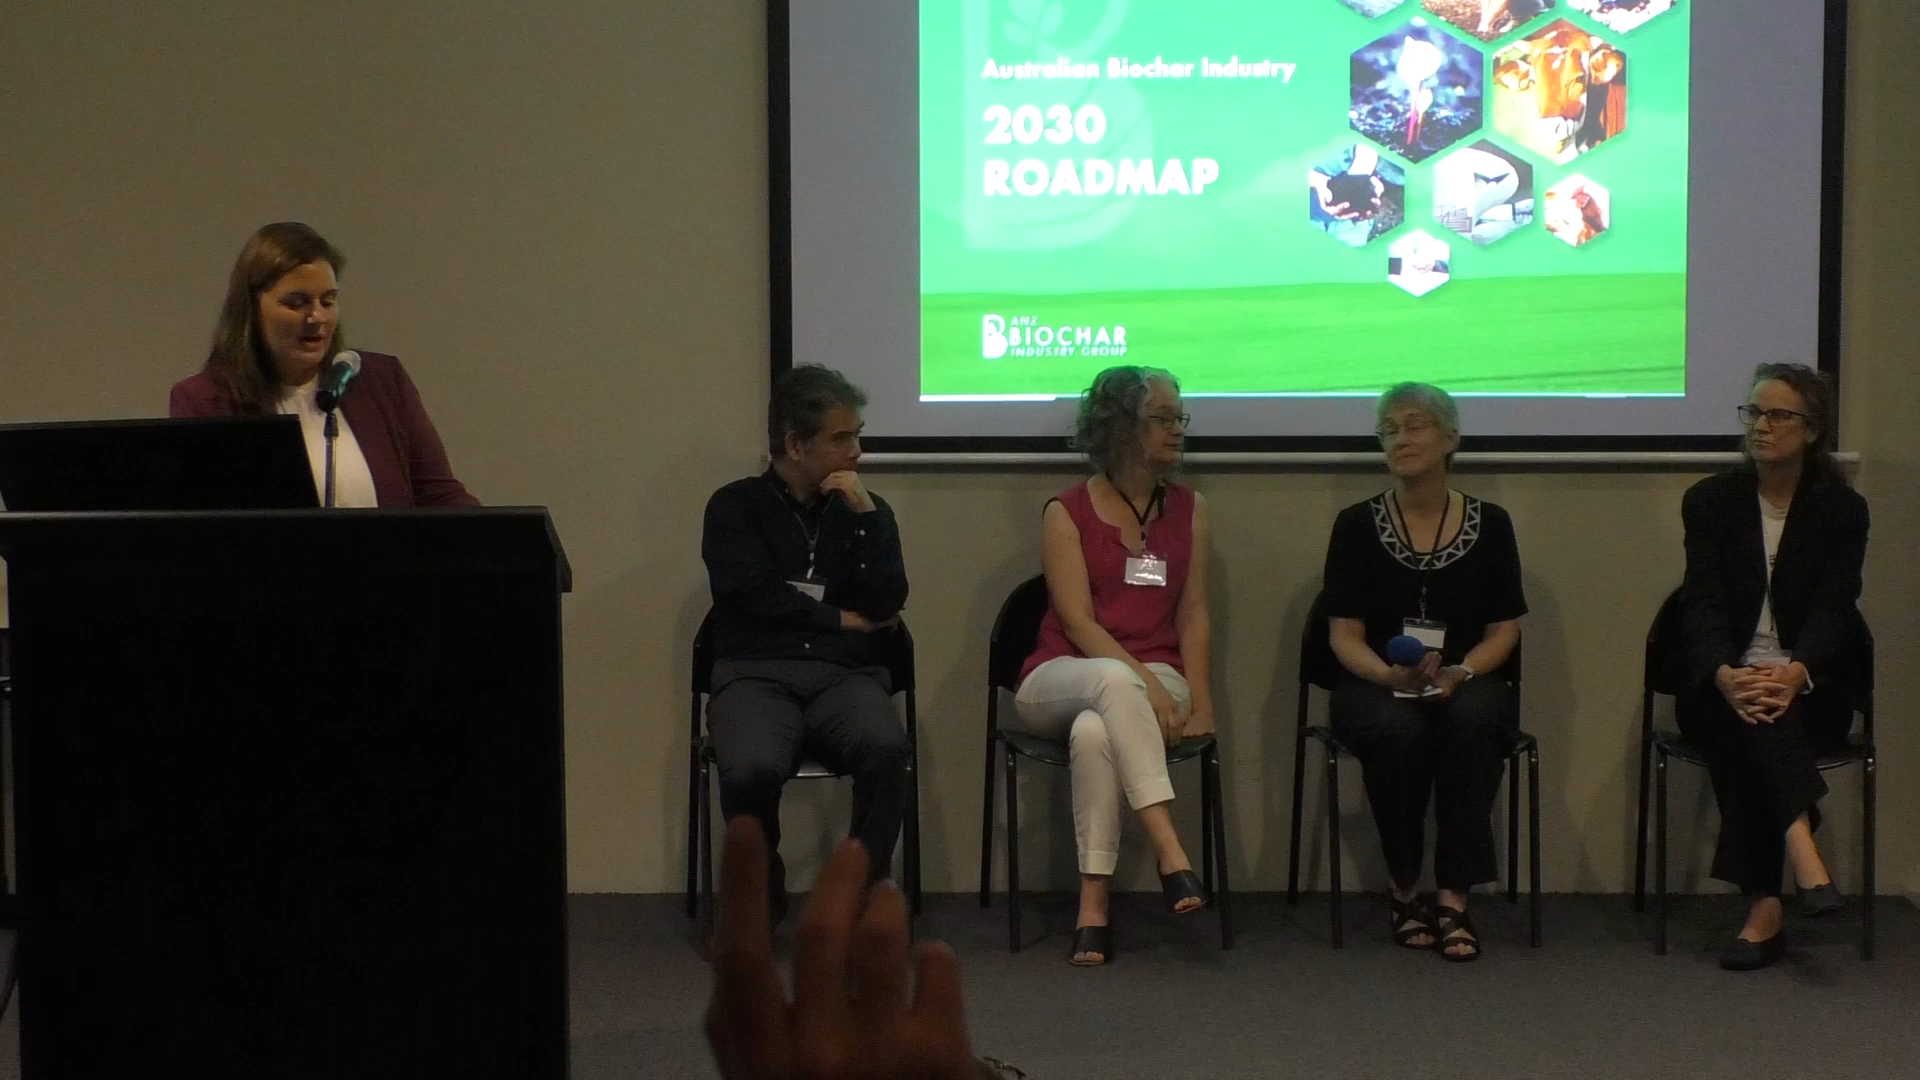 Australian Biochar Industry
2030
ROADMAP
ANZ
BIOCHAR
INDUSTRY GROUP